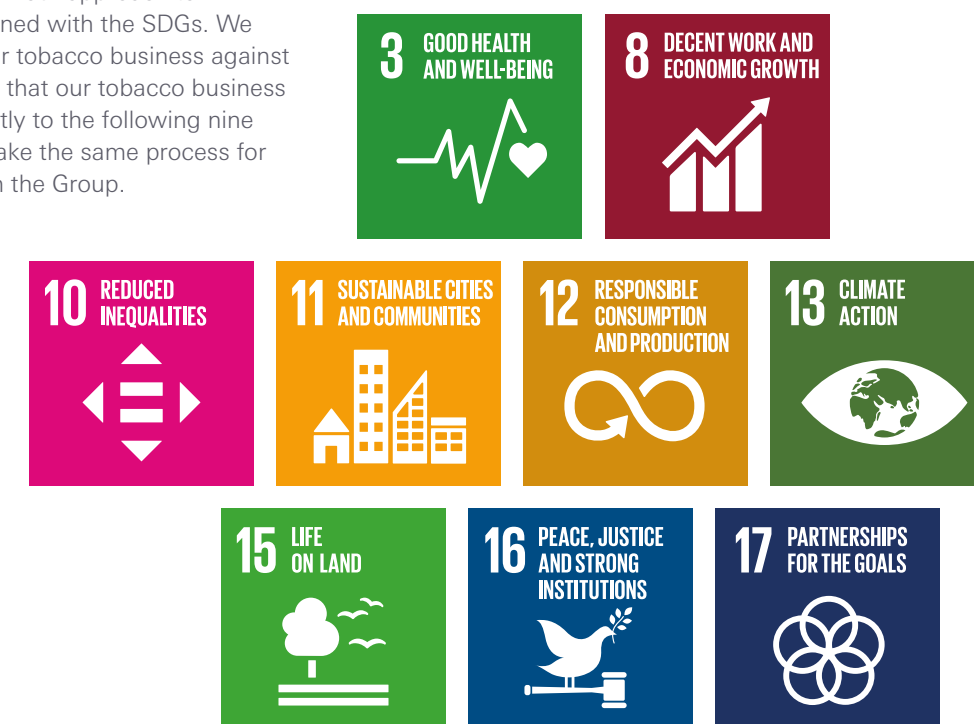 ned with the SDGs. We
r tobacco business against
that our tobacco business
tly to the following nine
ake the same process for
the Group.
3 GOOD HEALTH
AND WELL-BEING
8 DECENT WORK AND
ECONOMIC GROWTH
10 REDUCED
INEQUALITIES
11 SUSTAINABLE CITIES
AND COMMUNITIES
12 RESPONSIBLE
CONSUMPTION
AND PRODUCTION
13 CLIMATE
ACTION
15 LIFE
ON LAND
16 PEACE, JUSTICE
AND STRONG
INSTITUTIONS
17 PARTNERSHIPS
FOR THE GOALS